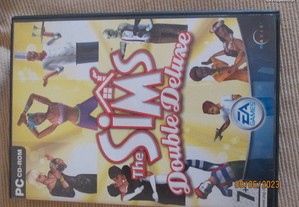 The
SiMS
Double Deluxe
PC CD-ROM
EA
GAMES
7